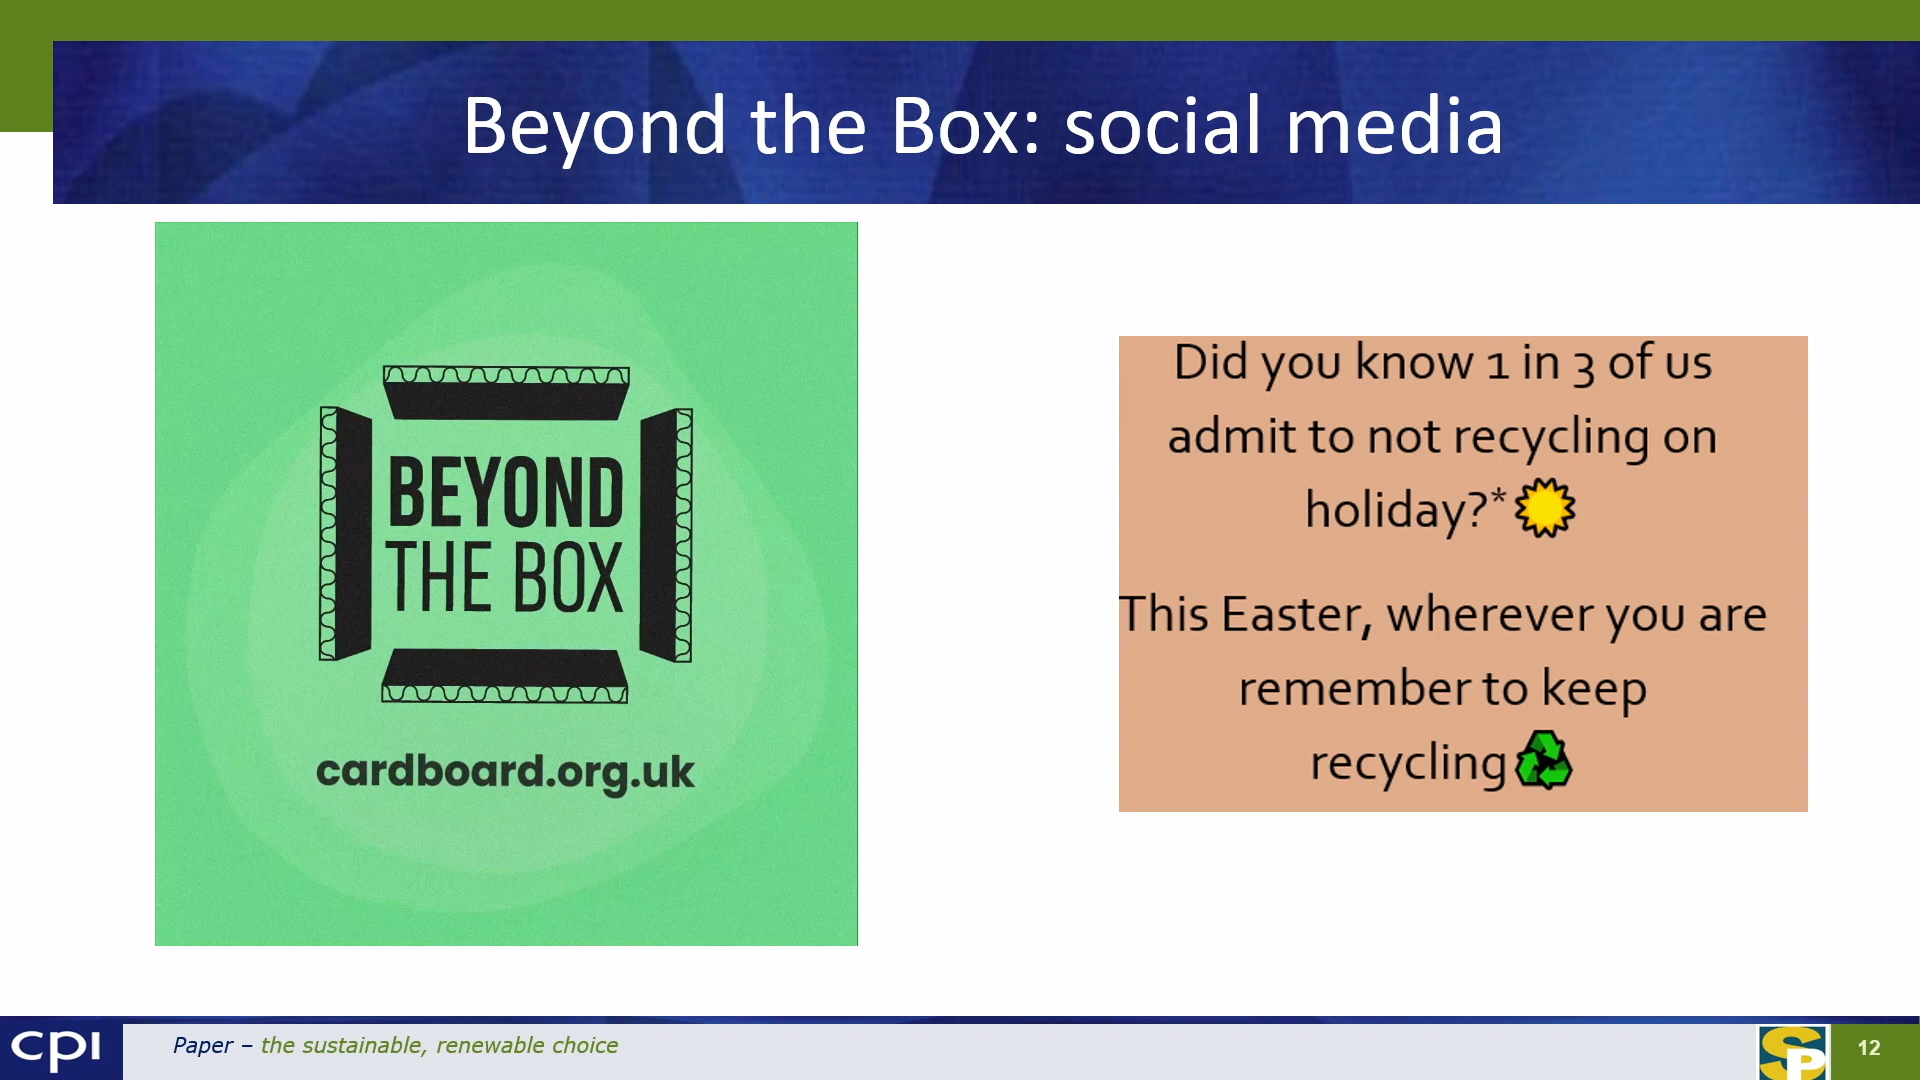 Beyond the Box: social media
BEYOND
THE BOX
cardboard.org.uk
Did you know 1 in 3 of us
admit to not recycling on
holiday?*
This Easter, wherever you are
remember to keep
recycling
cpi
Paper – the sustainable, renewable choice
SP
12